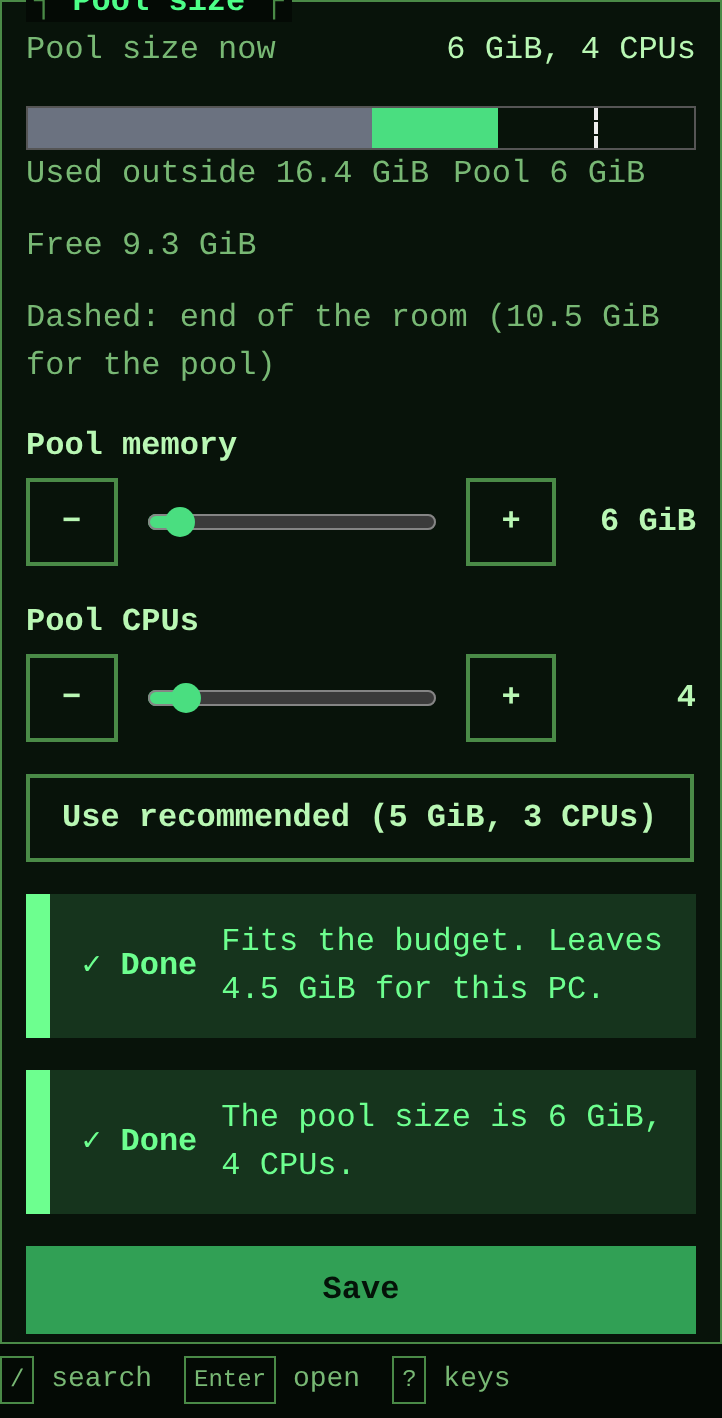 Pool size
Pool size now 6 GiB, 4 CPUs
Used outside 16.4 GiB Pool 6 GiB
Free 9.3 GiB
Dashed: end of the room (10.5 GiB
for the pool)
Pool memory
− + 6 GiB
Pool CPUs
− + 4
Use recommended (5 GiB, 3 CPUs)
✓ Done Fits the budget. Leaves
4.5 GiB for this PC.
✓ Done The pool size is 6 GiB,
4 CPUs.
Save
/ search Enter open ? keys